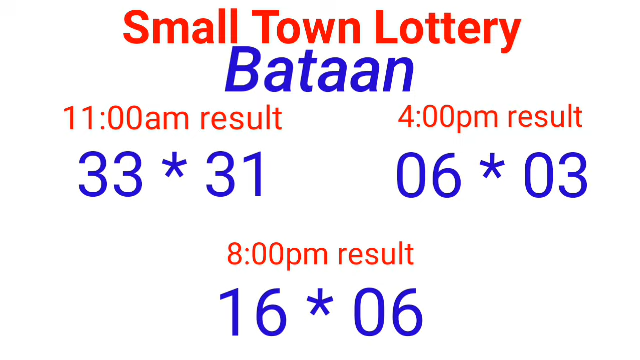 Small Town Lottery
Bataan
11:00am result
33 * 31
4:00pm result
06 * 03
8:00pm result
16 * 06